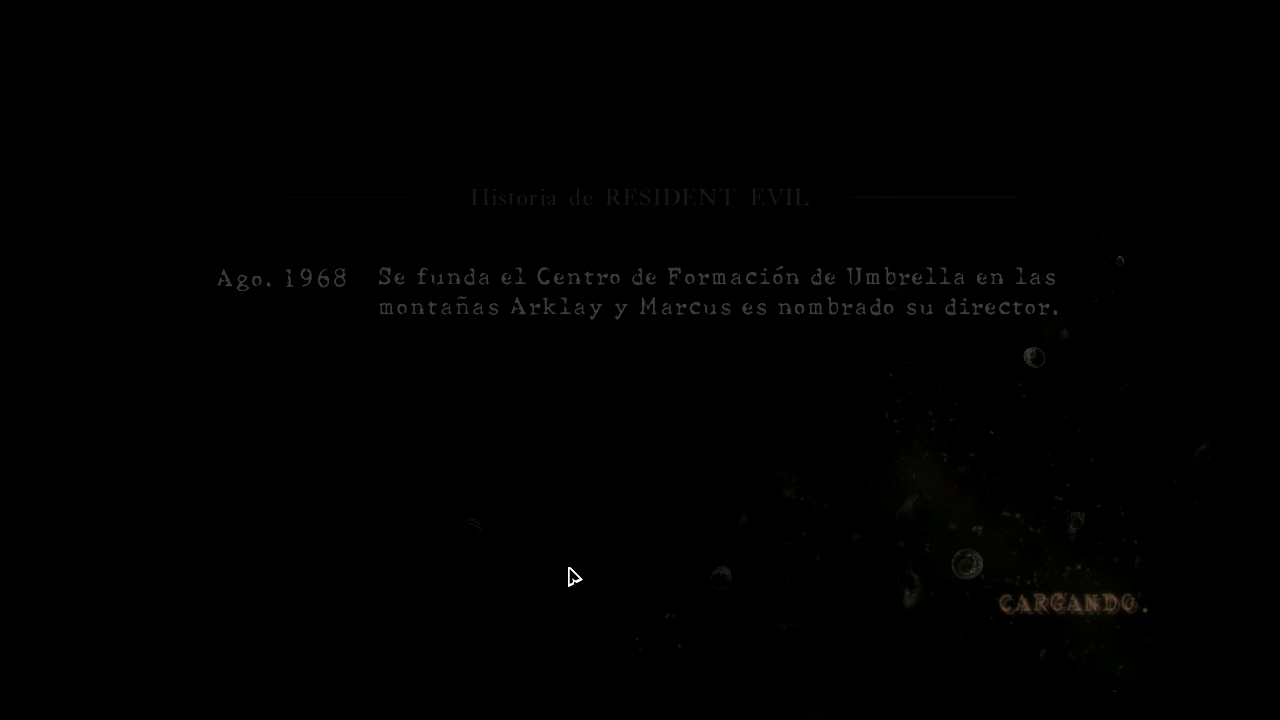 Historia de RESIDENT EVIL
Ago. 1968 Se funda el Centro de Formación de Umbrella en las
montañas Arklay y Marcus es nombrado su director.
CARGANDO.